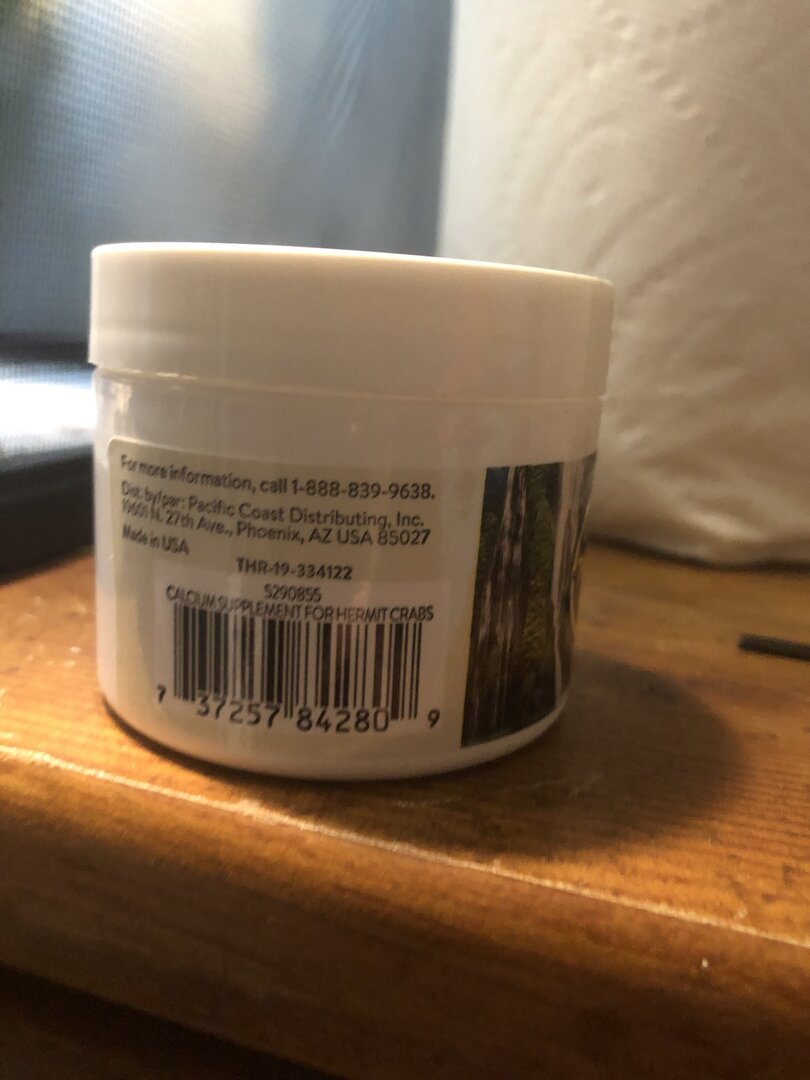 For more information, call 1-888-839-9638.
Dist. by/par: Pacific Coast Distributing, Inc.
19601 N. 27th Ave., Phoenix, AZ USA 85027
Made in USA
THR-19-334122
5290855
CALCIUM SUPPLEMENT FOR HERMIT CRABS
7 37257 84280 9